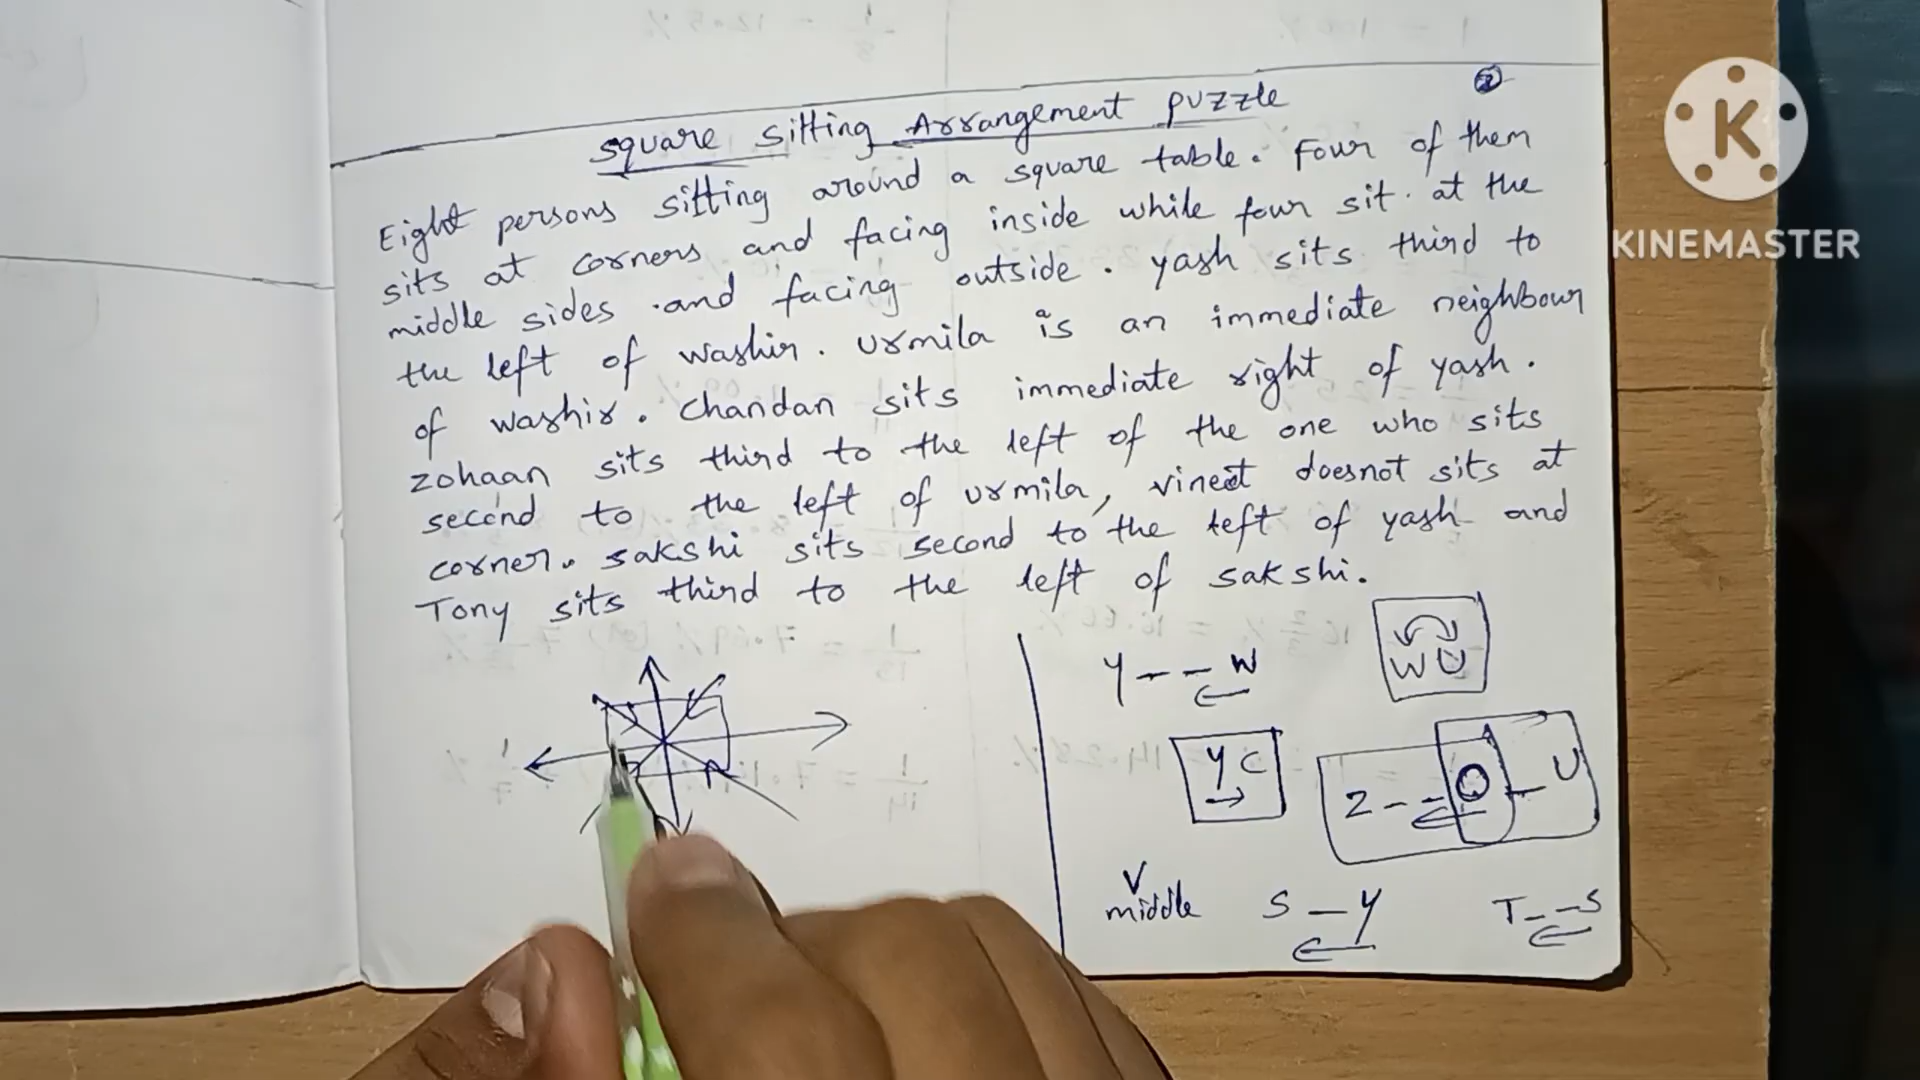 ②
square sitting Arrangement puzzle
Eight persons sitting around a square table. Four of them
sits at corners and facing inside while four sit at the
middle sides and facing outside. yash sits third to
the left of washir. urmila is an immediate neighbour
of washir. Chandan sits immediate right of yash.
zohaan sits third to the left of the one who sits
second to the left of urmila, vineet doesnot sits at
corner. sakshi sits second to the left of yash and
Tony sits third to the left of sakshi.
Y - - W
W U
Y C
Z - - O - U
V
middle
S - Y
T - - S
K
KINEMASTER